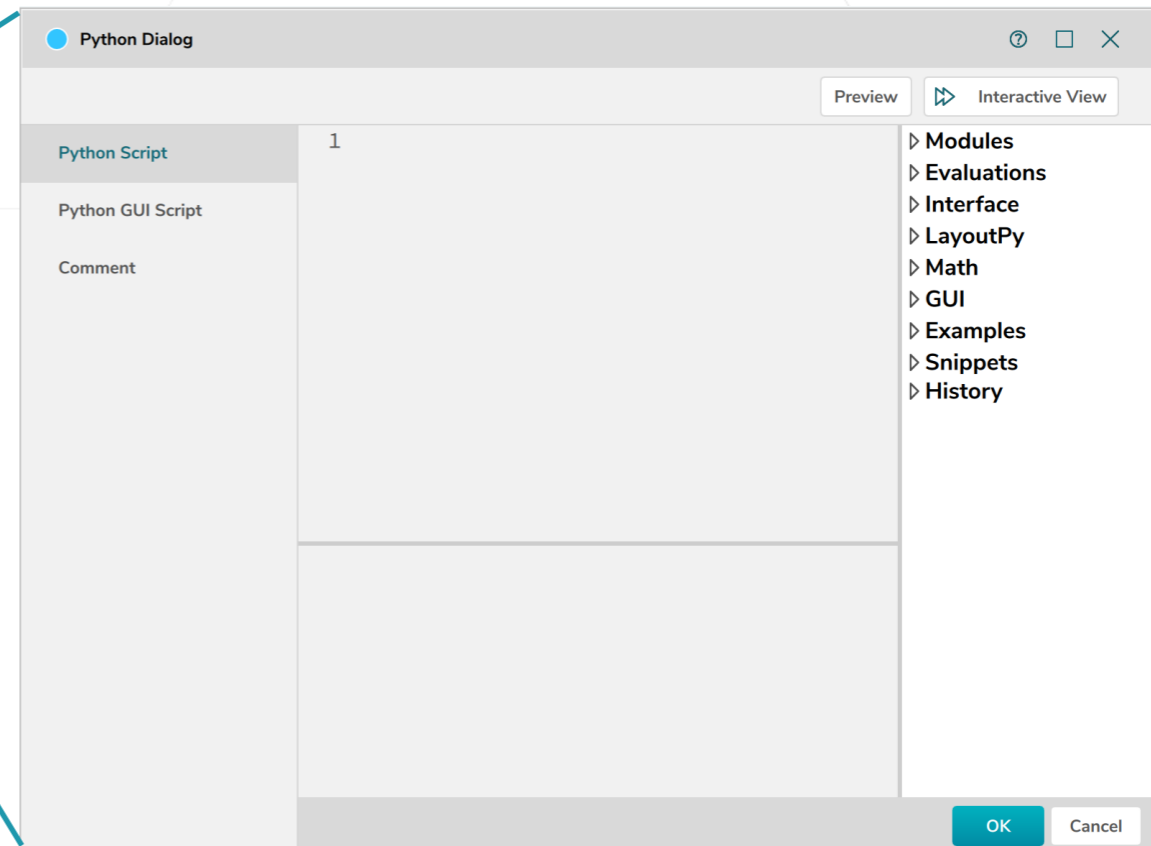 Python Dialog
Preview
Interactive View
Python Script
Python GUI Script
Comment
1
Modules
Evaluations
Interface
LayoutPy
Math
GUI
Examples
Snippets
History
OK
Cancel